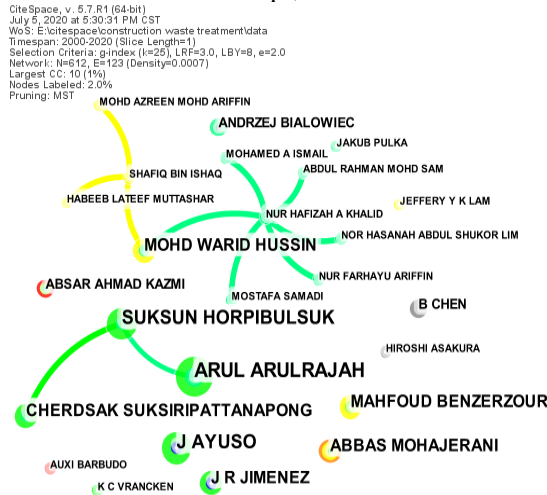 CiteSpace, v. 5.7.R1 (64-bit)
July 5, 2020 at 5:30:31 PM CST
WoS: E:\citespace\construction waste treatment\data
Timespan: 2000-2020 (Slice Length=1)
Selection Criteria: g-index (k=25), LRF=3.0, LBY=8, e=2.0
Network: N=612, E=123 (Density=0.0007)
Largest CC: 10 (1%)
Nodes Labeled: 2.0%
Pruning: MST
MOHD AZREEN MOHD ARIFFIN
ANDRZEJ BIALOWIEC
JAKUB PULKA
MOHAMED A ISMAIL
ABDUL RAHMAN MOHD SAM
SHAFIQ BIN ISHAQ
HABEEB LATEEF MUTTASHAR
JEFFERY Y K LAM
NUR HAFIZAH A KHALID
NOR HASANAH ABDUL SHUKOR LIM
MOHD WARID HUSSIN
NUR FARHAYU ARIFFIN
ABSAR AHMAD KAZMI
MOSTAFA SAMADI
B CHEN
SUKSUN HORPIBULSUK
HIROSHI ASAKURA
ARUL ARULRAJAH
MAHFOUD BENZERZOUR
CHERDSAK SUKSIRIPATTANAPONG
J AYUSO
ABBAS MOHAJERANI
AUXI BARBUDO
J R JIMENEZ
K C VRANCKEN